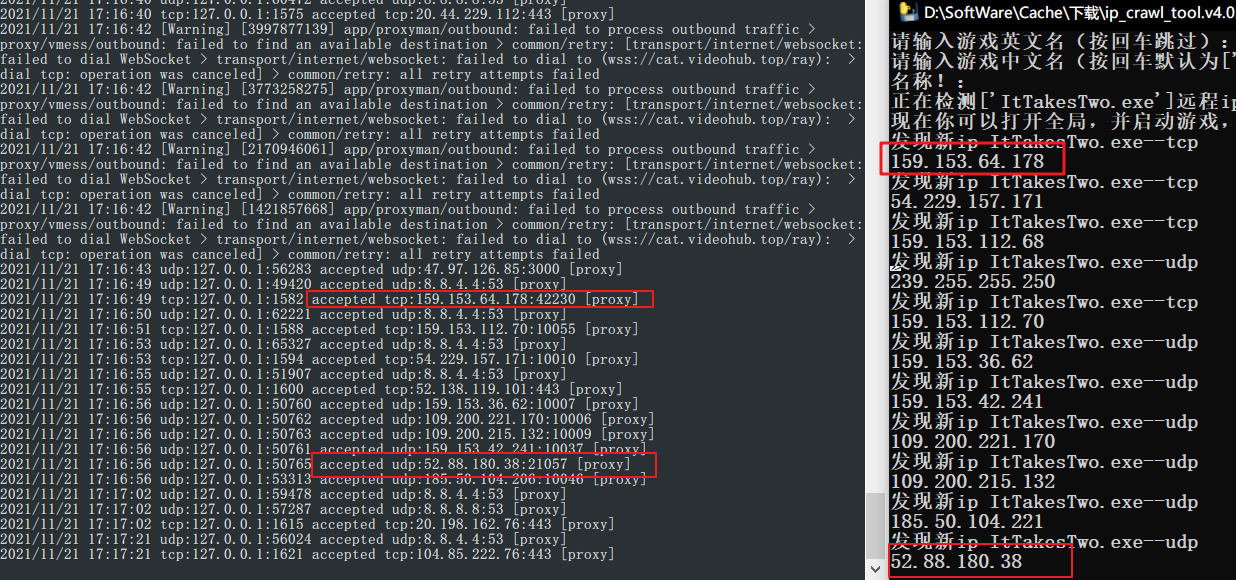 2021/11/21 17:16:40 tcp:127.0.0.1:1575 accepted tcp:20.44.229.112:443 [proxy]
2021/11/21 17:16:42 [Warning] [3997877139] app/proxyman/outbound: failed to process outbound traffic >
proxy/vmess/outbound: failed to find an available destination > common/retry: [transport/internet/websocket:
failed to dial WebSocket > transport/internet/websocket: failed to dial to (wss://cat.videohub.top/ray):  >
dial tcp: operation was canceled] > common/retry: all retry attempts failed
2021/11/21 17:16:42 [Warning] [3773258275] app/proxyman/outbound: failed to process outbound traffic >
proxy/vmess/outbound: failed to find an available destination > common/retry: [transport/internet/websocket:
failed to dial WebSocket > transport/internet/websocket: failed to dial to (wss://cat.videohub.top/ray):  >
dial tcp: operation was canceled] > common/retry: all retry attempts failed
2021/11/21 17:16:42 [Warning] [2170946061] app/proxyman/outbound: failed to process outbound traffic >
proxy/vmess/outbound: failed to find an available destination > common/retry: [transport/internet/websocket:
failed to dial WebSocket > transport/internet/websocket: failed to dial to (wss://cat.videohub.top/ray):  >
dial tcp: operation was canceled] > common/retry: all retry attempts failed
2021/11/21 17:16:42 [Warning] [1421857668] app/proxyman/outbound: failed to process outbound traffic >
proxy/vmess/outbound: failed to find an available destination > common/retry: [transport/internet/websocket:
failed to dial WebSocket > transport/internet/websocket: failed to dial to (wss://cat.videohub.top/ray):  >
dial tcp: operation was canceled] > common/retry: all retry attempts failed
2021/11/21 17:16:43 udp:127.0.0.1:56283 accepted udp:47.97.126.85:3000 [proxy]
2021/11/21 17:16:49 udp:127.0.0.1:49420 accepted udp:8.8.4.4:53 [proxy]
2021/11/21 17:16:49 tcp:127.0.0.1:1582 accepted tcp:159.153.64.178:42230 [proxy]
2021/11/21 17:16:50 udp:127.0.0.1:62221 accepted udp:8.8.4.4:53 [proxy]
2021/11/21 17:16:51 tcp:127.0.0.1:1588 accepted tcp:159.153.112.70:10055 [proxy]
2021/11/21 17:16:53 udp:127.0.0.1:65327 accepted udp:8.8.4.4:53 [proxy]
2021/11/21 17:16:53 tcp:127.0.0.1:1594 accepted tcp:54.229.157.171:10010 [proxy]
2021/11/21 17:16:55 udp:127.0.0.1:51907 accepted udp:8.8.4.4:53 [proxy]
2021/11/21 17:16:55 tcp:127.0.0.1:1600 accepted tcp:52.138.119.101:443 [proxy]
2021/11/21 17:16:56 udp:127.0.0.1:50760 accepted udp:159.153.36.62:10007 [proxy]
2021/11/21 17:16:56 udp:127.0.0.1:50762 accepted udp:109.200.221.170:10006 [proxy]
2021/11/21 17:16:56 udp:127.0.0.1:50763 accepted udp:109.200.215.132:10009 [proxy]
2021/11/21 17:16:56 udp:127.0.0.1:50761 accepted udp:159.153.42.241:10037 [proxy]
2021/11/21 17:16:56 udp:127.0.0.1:50765 accepted udp:52.88.180.38:21057 [proxy]
2021/11/21 17:16:56 udp:127.0.0.1:53313 accepted udp:185.50.104.206:10046 [proxy]
2021/11/21 17:17:02 udp:127.0.0.1:59478 accepted udp:8.8.4.4:53 [proxy]
2021/11/21 17:17:02 udp:127.0.0.1:57287 accepted udp:8.8.8.8:53 [proxy]
2021/11/21 17:17:02 tcp:127.0.0.1:1615 accepted tcp:20.198.162.76:443 [proxy]
2021/11/21 17:17:21 udp:127.0.0.1:56024 accepted udp:8.8.4.4:53 [proxy]
2021/11/21 17:17:21 tcp:127.0.0.1:1621 accepted tcp:104.85.222.76:443 [proxy]
D:\SoftWare\Cache\下载\ip_crawl_tool.v4.0
请输入游戏英文名（按回车跳过）：
请输入游戏中文名（按回车默认为['
名称！：
正在检测['ItTakesTwo.exe']远程ip
现在你可以打开全局，并启动游戏，
发现新ip ItTakesTwo.exe--tcp
159.153.64.178
发现新ip ItTakesTwo.exe--tcp
54.229.157.171
发现新ip ItTakesTwo.exe--tcp
159.153.112.68
发现新ip ItTakesTwo.exe--udp
239.255.255.250
发现新ip ItTakesTwo.exe--tcp
159.153.112.70
发现新ip ItTakesTwo.exe--udp
159.153.36.62
发现新ip ItTakesTwo.exe--udp
159.153.42.241
发现新ip ItTakesTwo.exe--udp
109.200.221.170
发现新ip ItTakesTwo.exe--udp
109.200.215.132
发现新ip ItTakesTwo.exe--udp
185.50.104.221
发现新ip ItTakesTwo.exe--udp
52.88.180.38